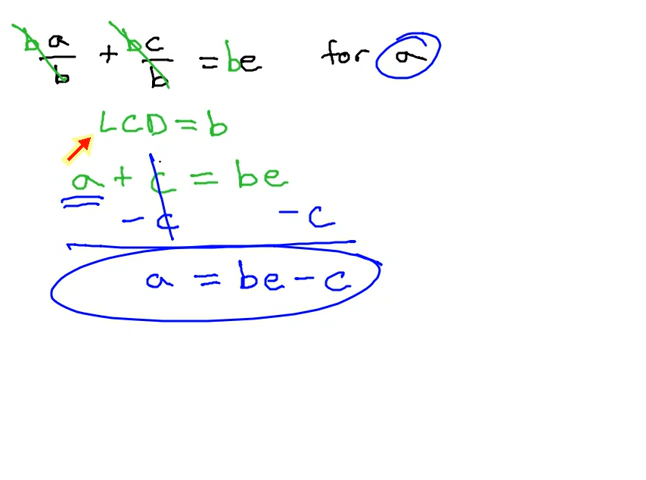 b a/b + b c/b = be for a
LCD = b
a + c = be
- c - c
a = be - c